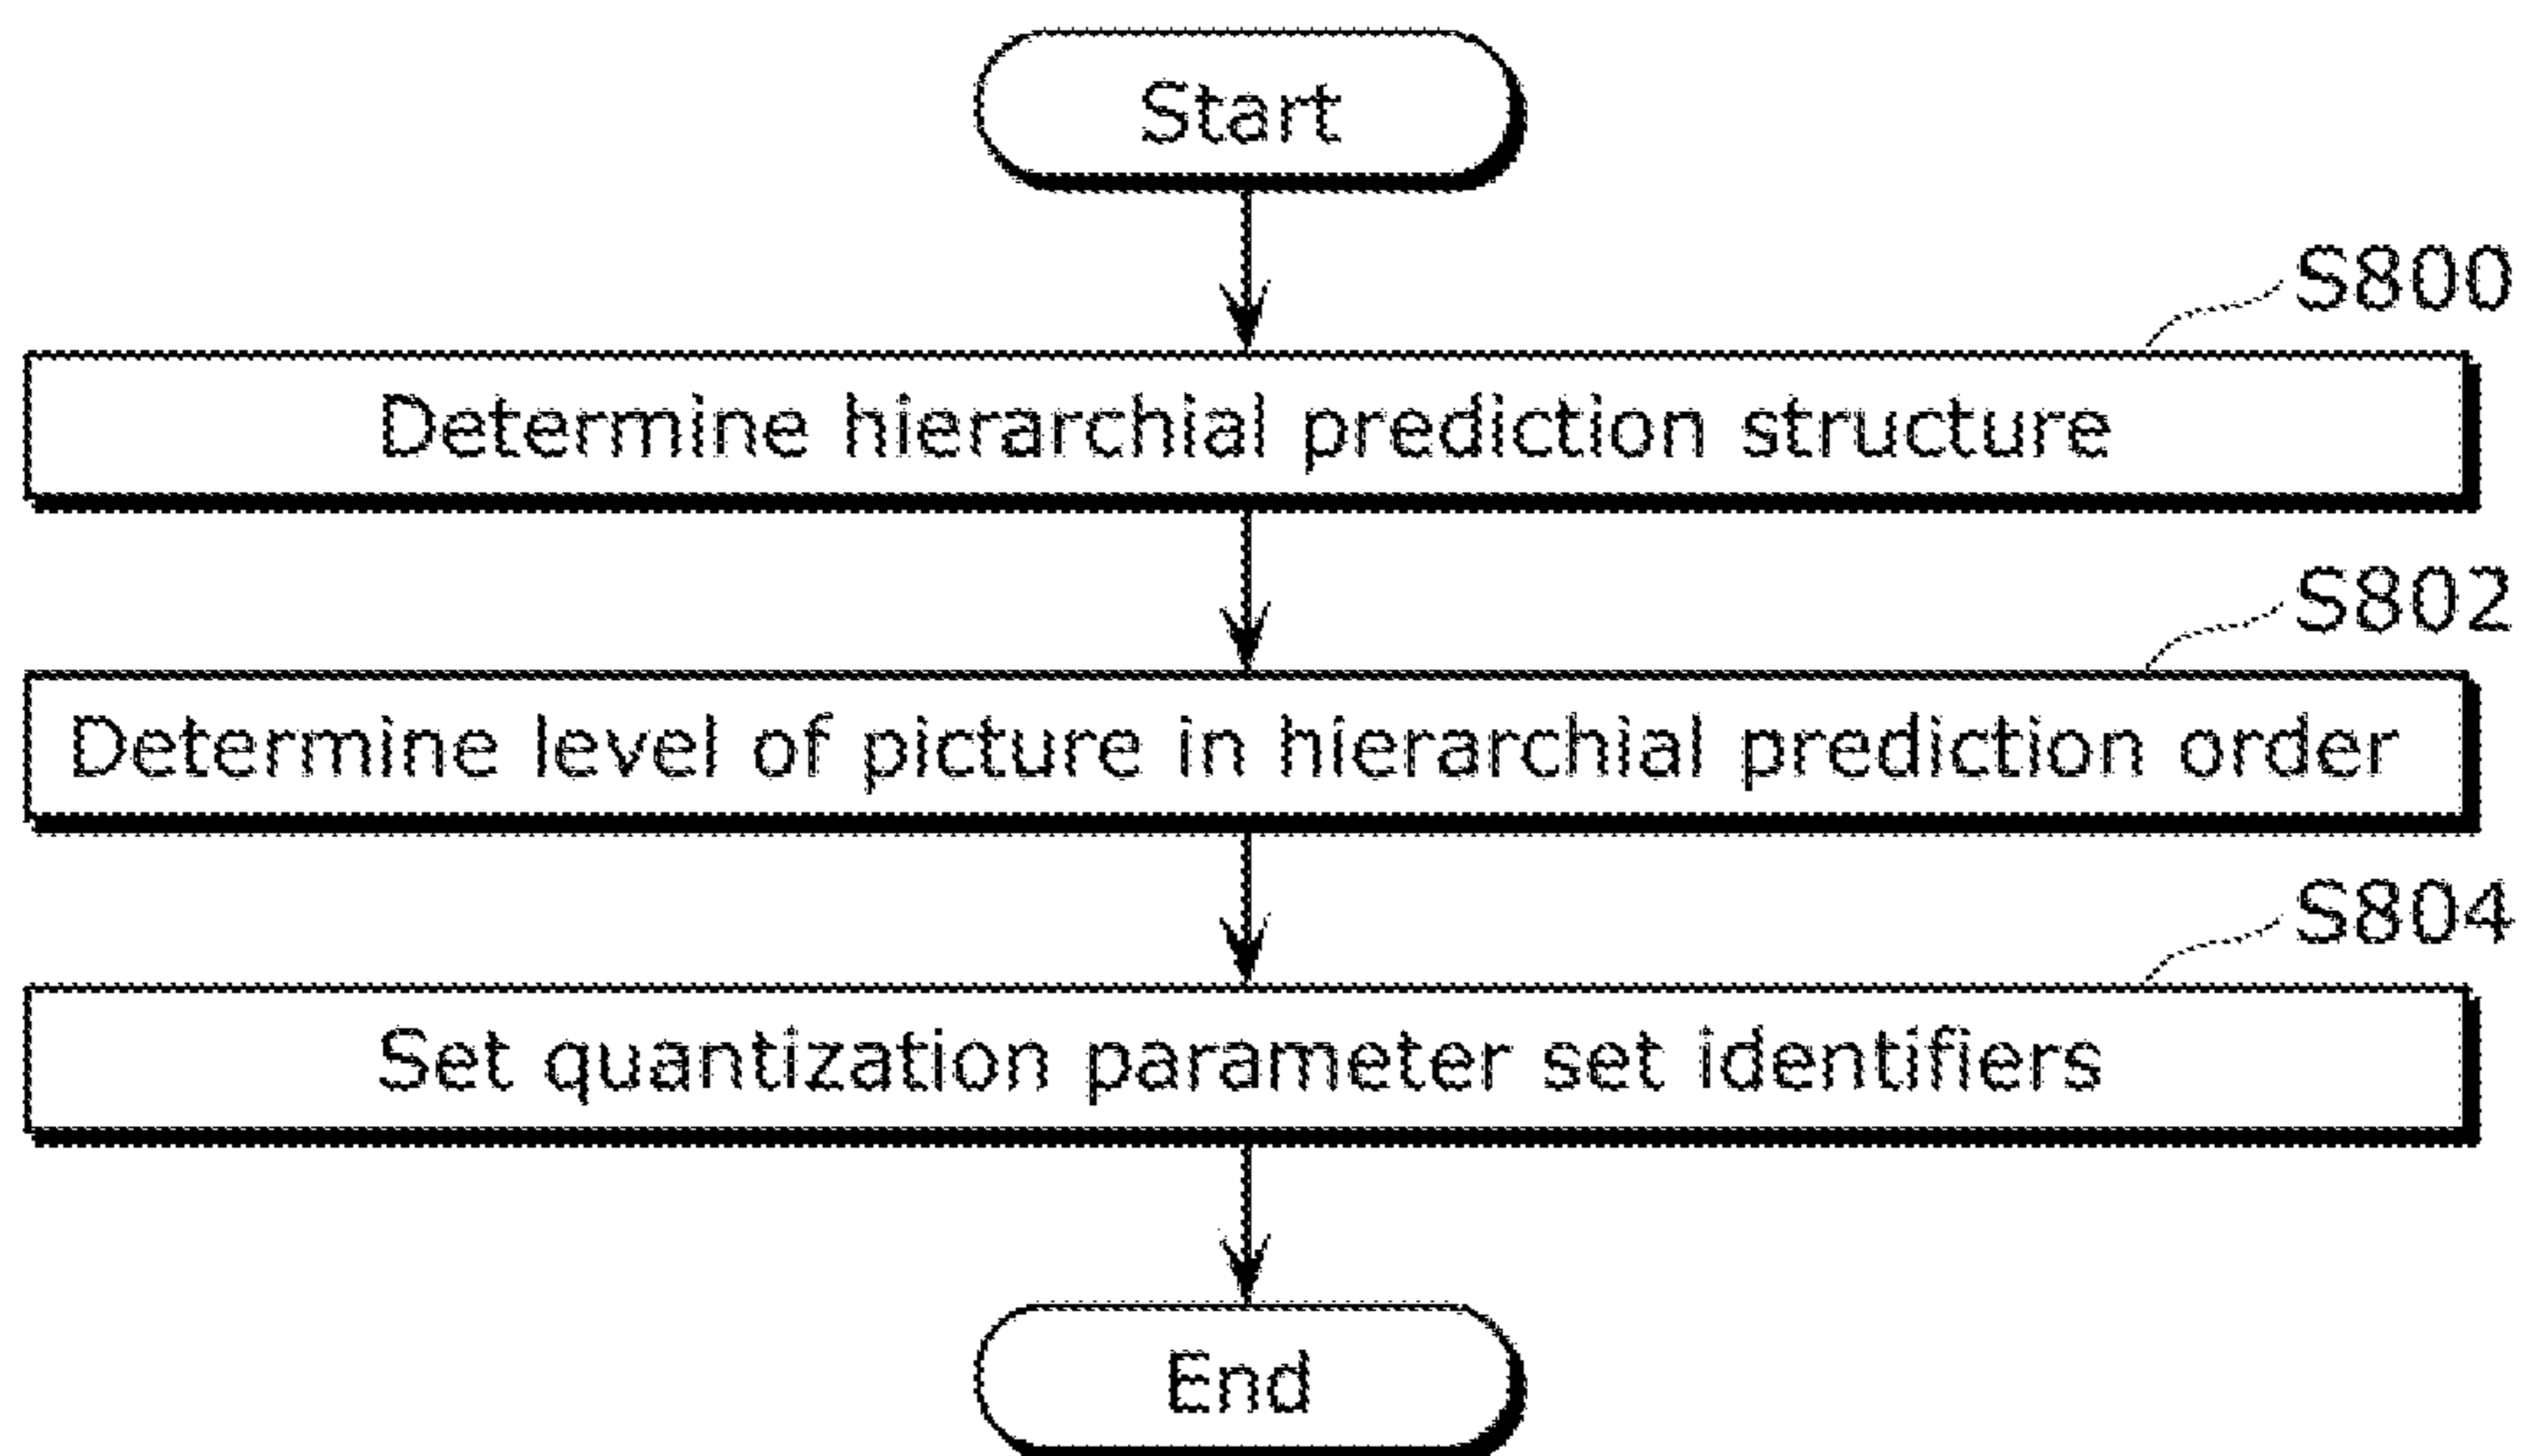 Start
S800
Determine hierarchial prediction structure
S802
Determine level of picture in hierarchial prediction order
S804
Set quantization parameter set identifiers
End